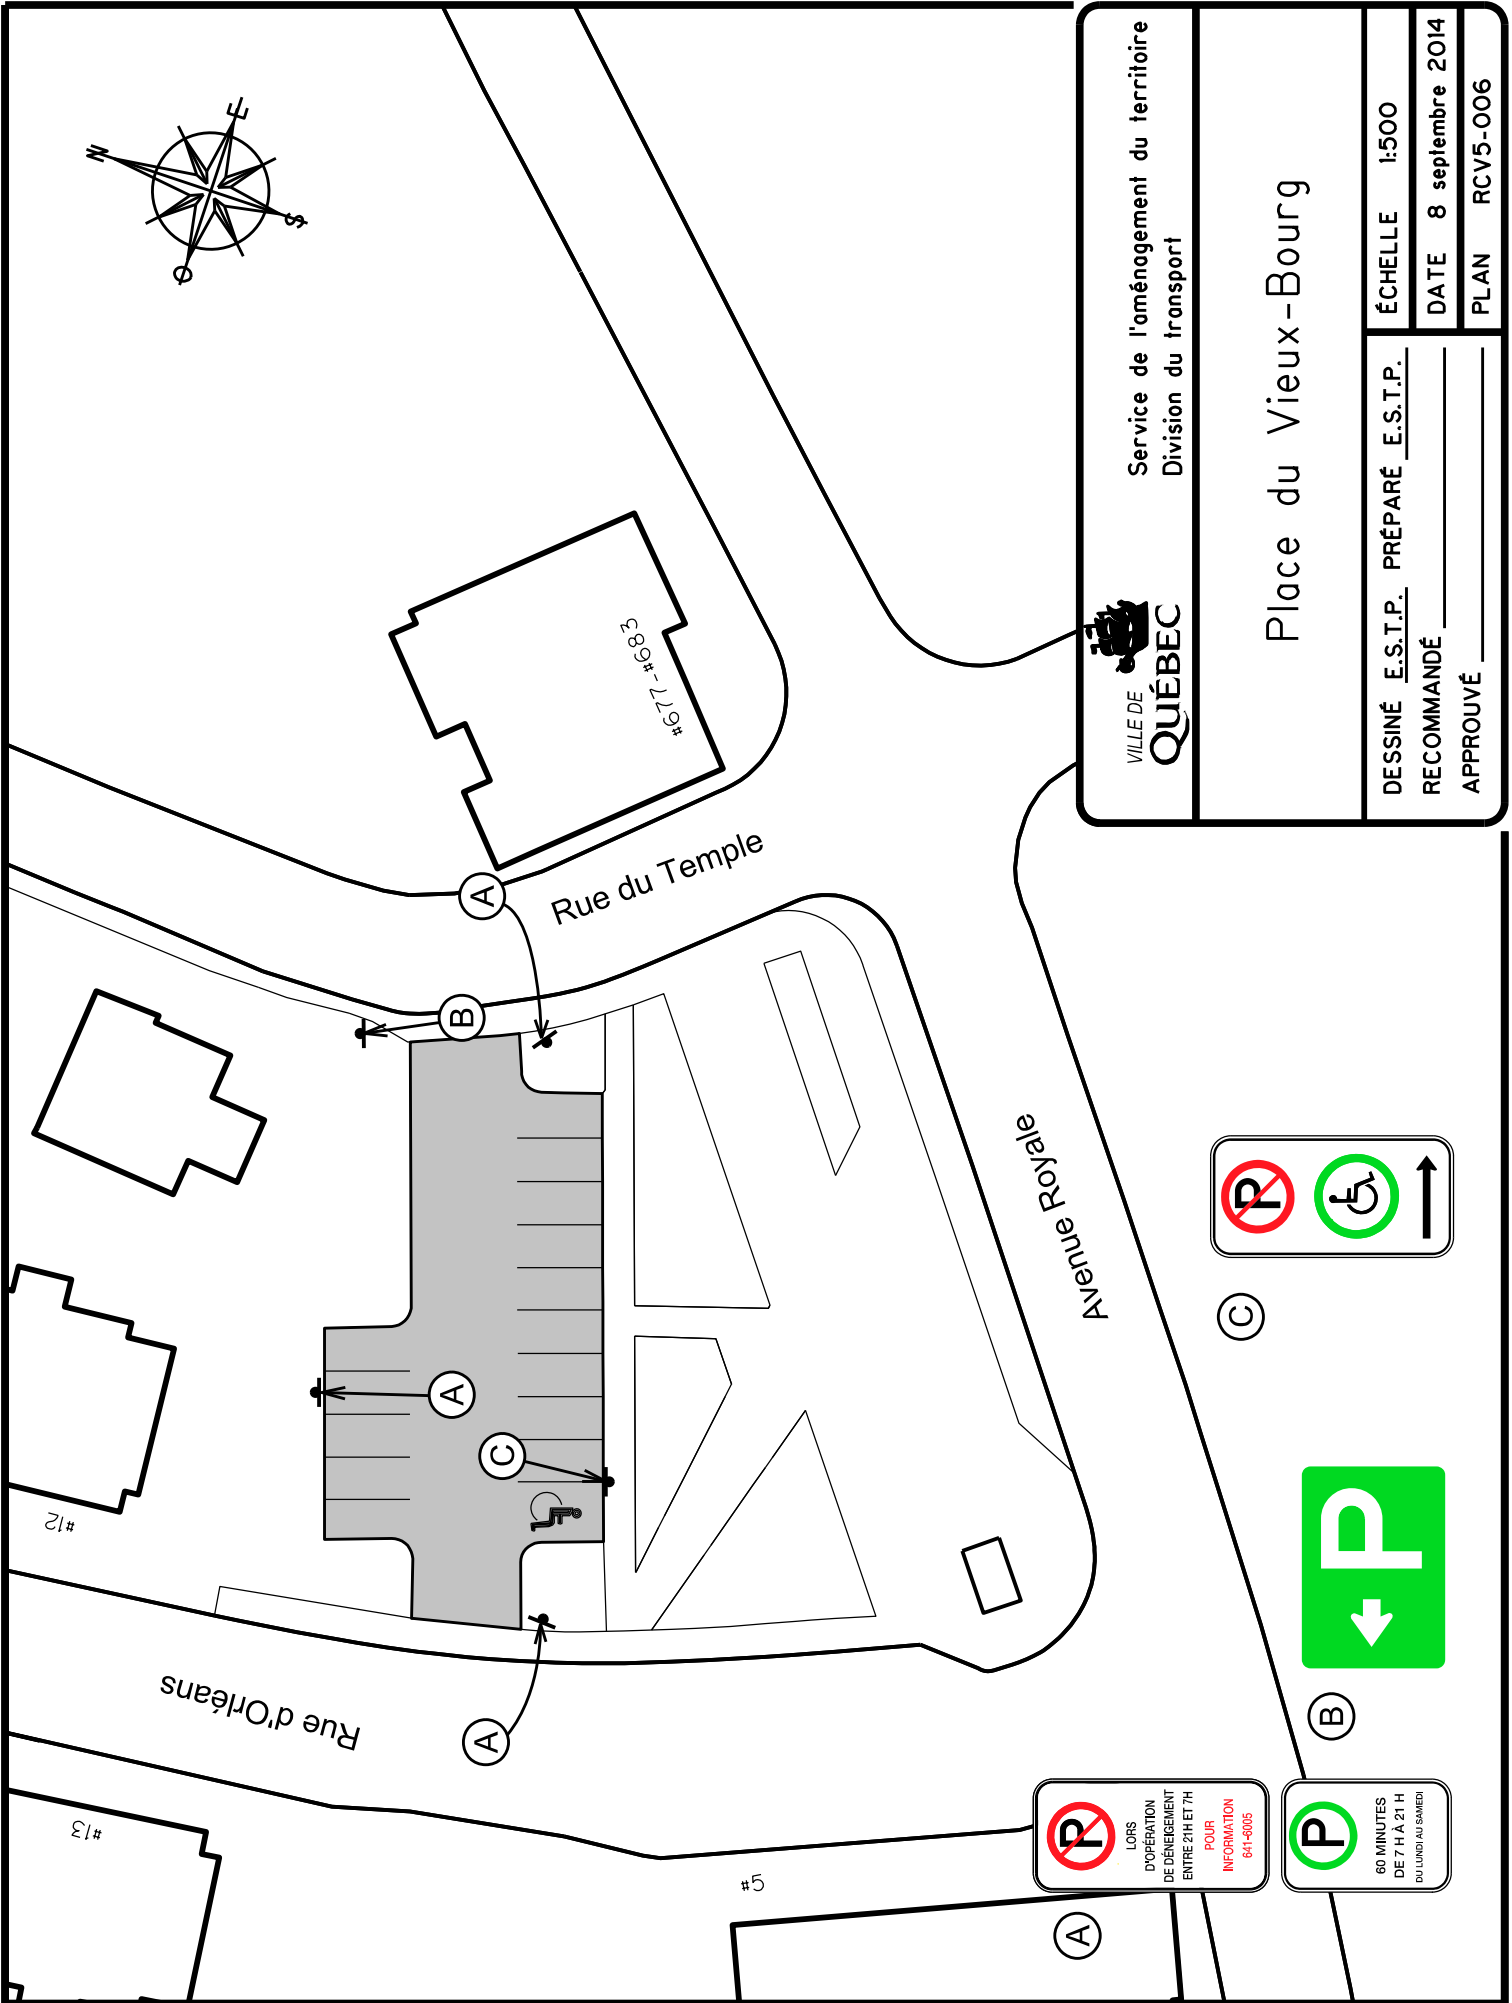 N
E
S
O
#677-#683
Rue du Temple
A
B
A
C
A
Avenue Royale
Rue d'Orléans
#12
#13
#5
A
P
LORS
D'OPÉRATION
DE DÉNEIGEMENT
ENTRE 21H ET 7H
POUR
INFORMATION
641-6005
P
60 MINUTES
DE 7 H À 21 H
DU LUNDI AU SAMEDI
B
P
C
P
VILLE DE
QUÉBEC
Service de l'aménagement du territoire
Division du transport
Place du Vieux-Bourg
DESSINÉ E.S.T.P. PRÉPARÉ E.S.T.P.
RECOMMANDÉ
APPROUVÉ
ÉCHELLE 1:500
DATE 8 septembre 2014
PLAN RCV5-006